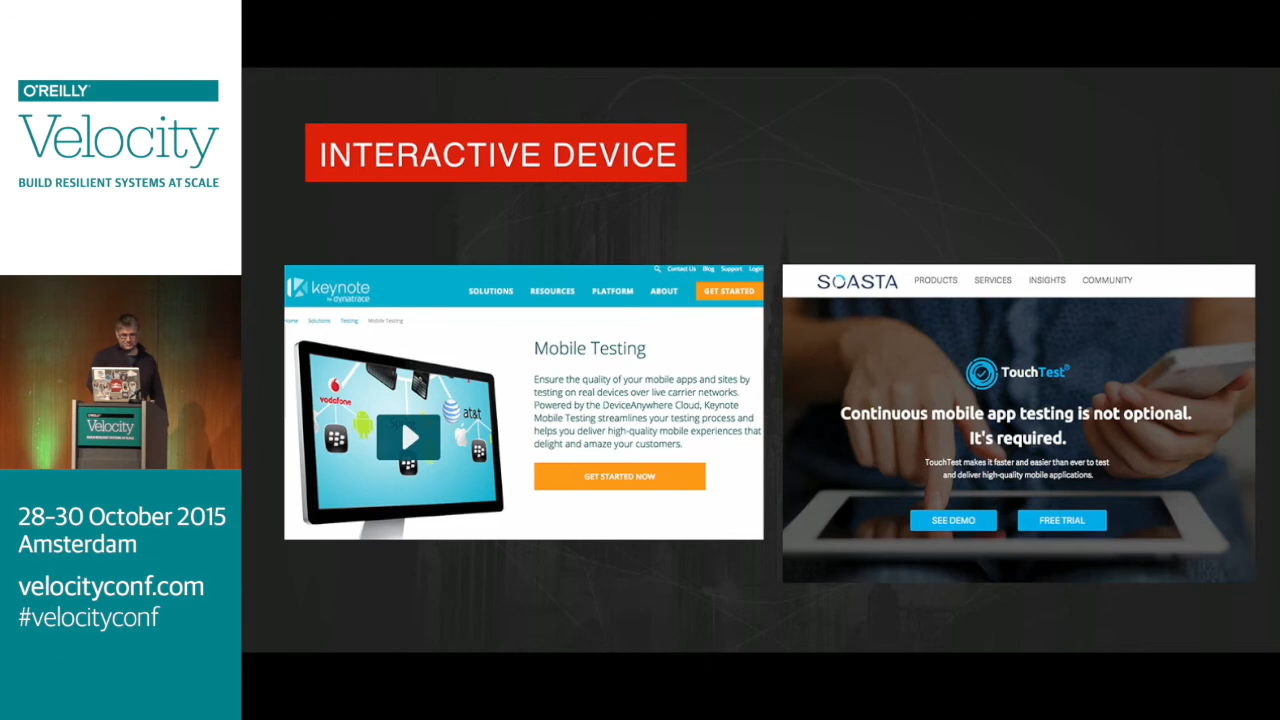 O'REILLY
Velocity
BUILD RESILIENT SYSTEMS AT SCALE
Velocity
28–30 October 2015
Amsterdam
velocityconf.com
#velocityconf
INTERACTIVE DEVICE
Contact Us Blog Support Login
keynote
by dynatrace
SOLUTIONS RESOURCES PLATFORM ABOUT GET STARTED
Home Solutions Testing Mobile Testing
vodafone
at&t
Mobile Testing
Ensure the quality of your mobile apps and sites by
testing on real devices over live carrier networks.
Powered by the DeviceAnywhere Cloud, Keynote
Mobile Testing streamlines your testing process and
helps you deliver high-quality mobile experiences that
delight and amaze your customers.
GET STARTED NOW
SOASTA PRODUCTS SERVICES INSIGHTS COMMUNITY
TouchTest®
Continuous mobile app testing is not optional.
It's required.
TouchTest makes it faster and easier than ever to test
and deliver high-quality mobile applications.
SEE DEMO FREE TRIAL